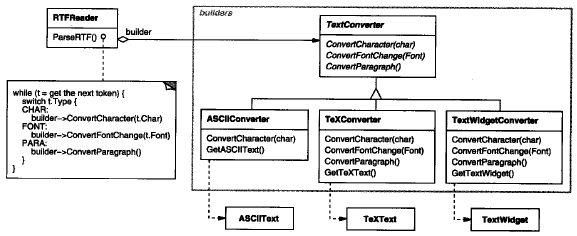 RTFReader
ParseRTF()
builder
while (t = get the next token) {
switch t.Type {
CHAR:
builder->ConvertCharacter(t.Char)
FONT:
builder->ConvertFontChange(t.Font)
PARA:
builder->ConvertParagraph()
}
}
builders
TextConverter
ConvertCharacter(char)
ConvertFontChange(Font)
ConvertParagraph()
ASCIIConverter
ConvertCharacter(char)
GetASCIIText()
TeXConverter
ConvertCharacter(char)
ConvertFontChange(Font)
ConvertParagraph()
GetTeXText()
TextWidgetConverter
ConvertCharacter(char)
ConvertFontChange(Font)
ConvertParagraph()
GetTextWidget()
ASCIIText
TeXText
TextWidget